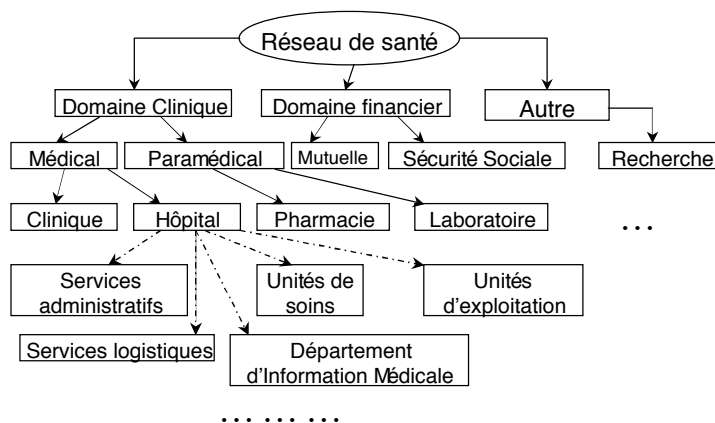 Réseau de santé
Domaine Clinique
Domaine financier
Autre
Médical
Paramédical
Mutuelle
Sécurité Sociale
Recherche
Clinique
Hôpital
Pharmacie
Laboratoire
...
Services
administratifs
Unités de
soins
Unités
d'exploitation
Services logistiques
Département
d'Information Médicale
... ... ...